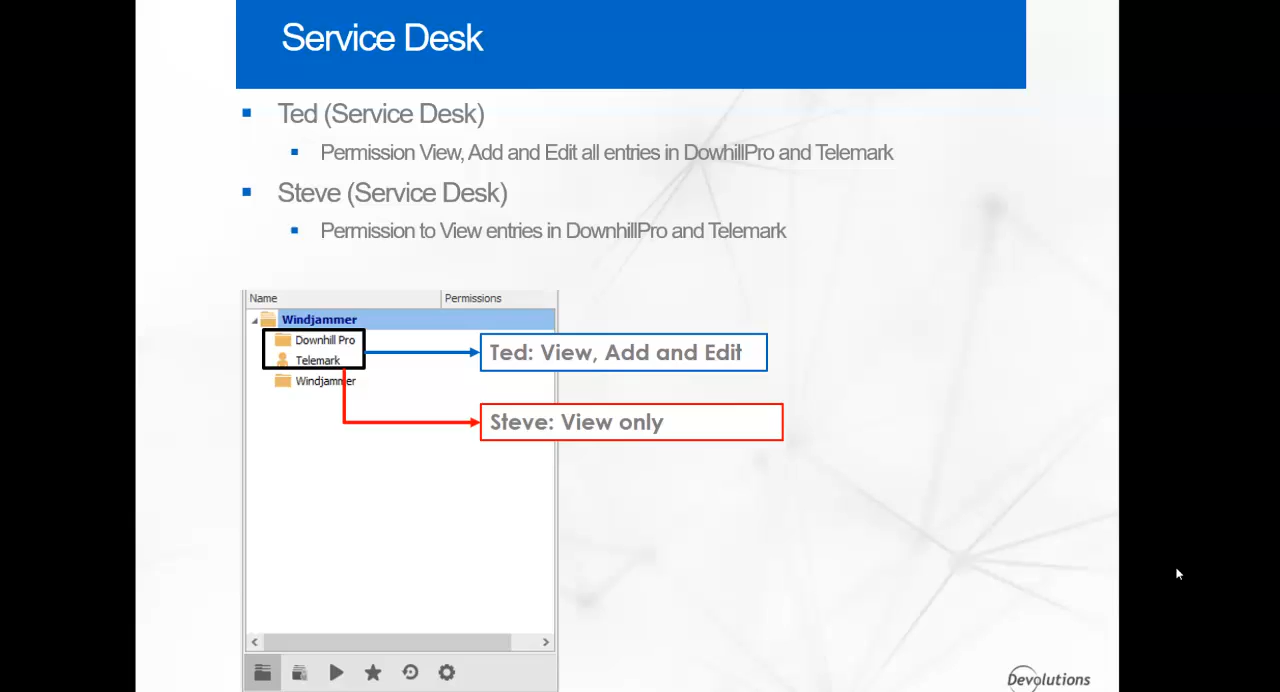 Service Desk
Ted (Service Desk)
Permission View, Add and Edit all entries in DowhillPro and Telemark
Steve (Service Desk)
Permission to View entries in DownhillPro and Telemark
Name Permissions
Windjammer
Downhill Pro
Telemark
Windjammer
Ted: View, Add and Edit
Steve: View only
Devolutions